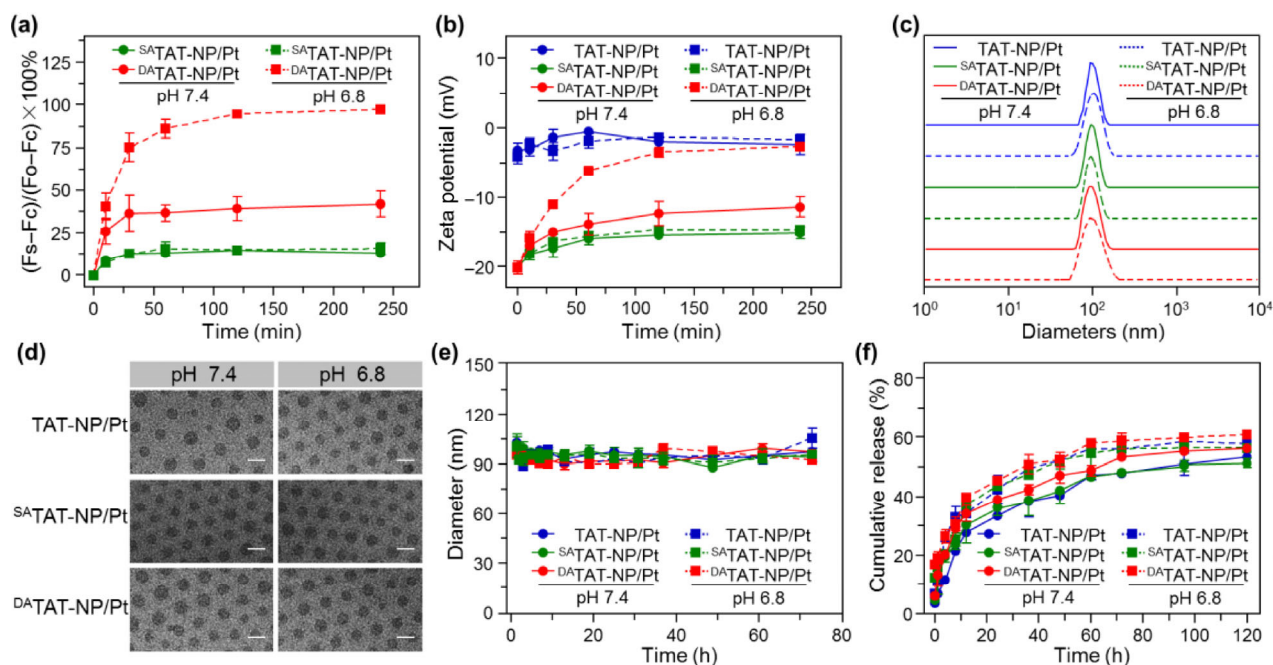 (a)
(Fs–Fc)/(Fo–Fc)×100%
125
100
75
50
25
0
ˢᴬTAT-NP/Pt ˢᴬTAT-NP/Pt
ᴰᴬTAT-NP/Pt ᴰᴬTAT-NP/Pt
pH 7.4 pH 6.8
0 50 100 150 200 250
Time (min)
(b)
Zeta potential (mV)
10
0
−10
−20
TAT-NP/Pt TAT-NP/Pt
ˢᴬTAT-NP/Pt ˢᴬTAT-NP/Pt
ᴰᴬTAT-NP/Pt ᴰᴬTAT-NP/Pt
pH 7.4 pH 6.8
0 50 100 150 200 250
Time (min)
(c)
TAT-NP/Pt TAT-NP/Pt
ˢᴬTAT-NP/Pt ˢᴬTAT-NP/Pt
ᴰᴬTAT-NP/Pt ᴰᴬTAT-NP/Pt
pH 7.4 pH 6.8
10⁰ 10¹ 10² 10³ 10⁴
Diameters (nm)
(d)
pH 7.4 pH 6.8
TAT-NP/Pt
ˢᴬTAT-NP/Pt
ᴰᴬTAT-NP/Pt
(e)
Diameter (nm)
150
120
90
60
30
0
TAT-NP/Pt TAT-NP/Pt
ˢᴬTAT-NP/Pt ˢᴬTAT-NP/Pt
ᴰᴬTAT-NP/Pt ᴰᴬTAT-NP/Pt
pH 7.4 pH 6.8
0 10 20 30 40 50 60 70 80
Time (h)
(f)
Cumulative release (%)
80
60
40
20
0
TAT-NP/Pt TAT-NP/Pt
ˢᴬTAT-NP/Pt ˢᴬTAT-NP/Pt
ᴰᴬTAT-NP/Pt ᴰᴬTAT-NP/Pt
pH 7.4 pH 6.8
0 20 40 60 80 100 120
Time (h)